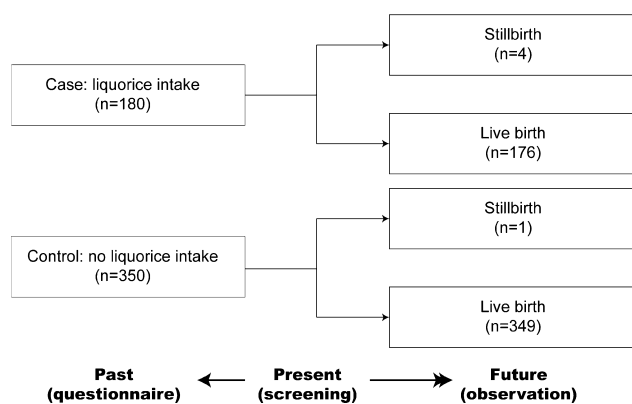 Stillbirth
(n=4)
Case: liquorice intake
(n=180)
Live birth
(n=176)
Stillbirth
(n=1)
Control: no liquorice intake
(n=350)
Live birth
(n=349)
Past
(questionnaire)
Present
(screening)
Future
(observation)